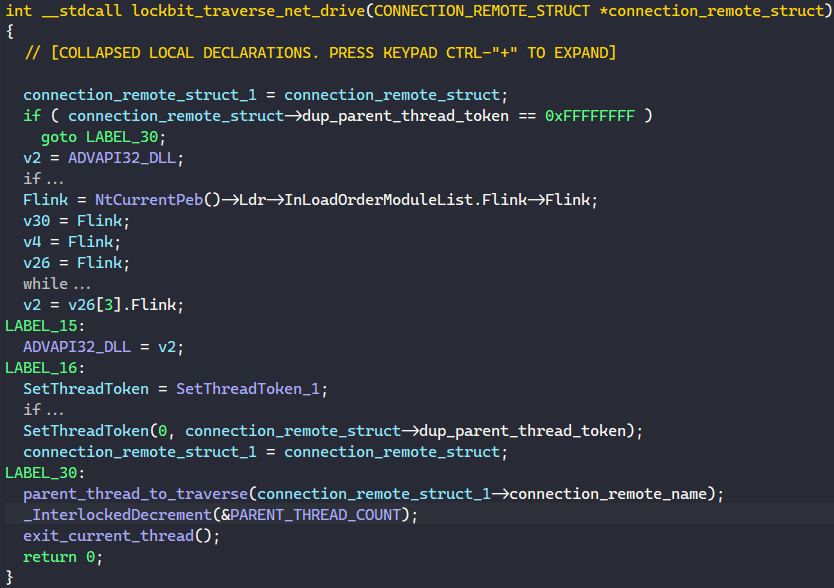 int __stdcall lockbit_traverse_net_drive(CONNECTION_REMOTE_STRUCT *connection_remote_struct)
{
// [COLLAPSED LOCAL DECLARATIONS. PRESS KEYPAD CTRL-"+" TO EXPAND]
connection_remote_struct_1 = connection_remote_struct;
if ( connection_remote_struct->dup_parent_thread_token == 0xFFFFFFFF )
goto LABEL_30;
v2 = ADVAPI32_DLL;
if...
Flink = NtCurrentPeb()->Ldr->InLoadOrderModuleList.Flink->Flink;
v30 = Flink;
v4 = Flink;
v26 = Flink;
while...
v2 = v26[3].Flink;
LABEL_15:
ADVAPI32_DLL = v2;
LABEL_16:
SetThreadToken = SetThreadToken_1;
if...
SetThreadToken(0, connection_remote_struct->dup_parent_thread_token);
connection_remote_struct_1 = connection_remote_struct;
LABEL_30:
parent_thread_to_traverse(connection_remote_struct_1->connection_remote_name);
_InterlockedDecrement(&PARENT_THREAD_COUNT);
exit_current_thread();
return 0;
}